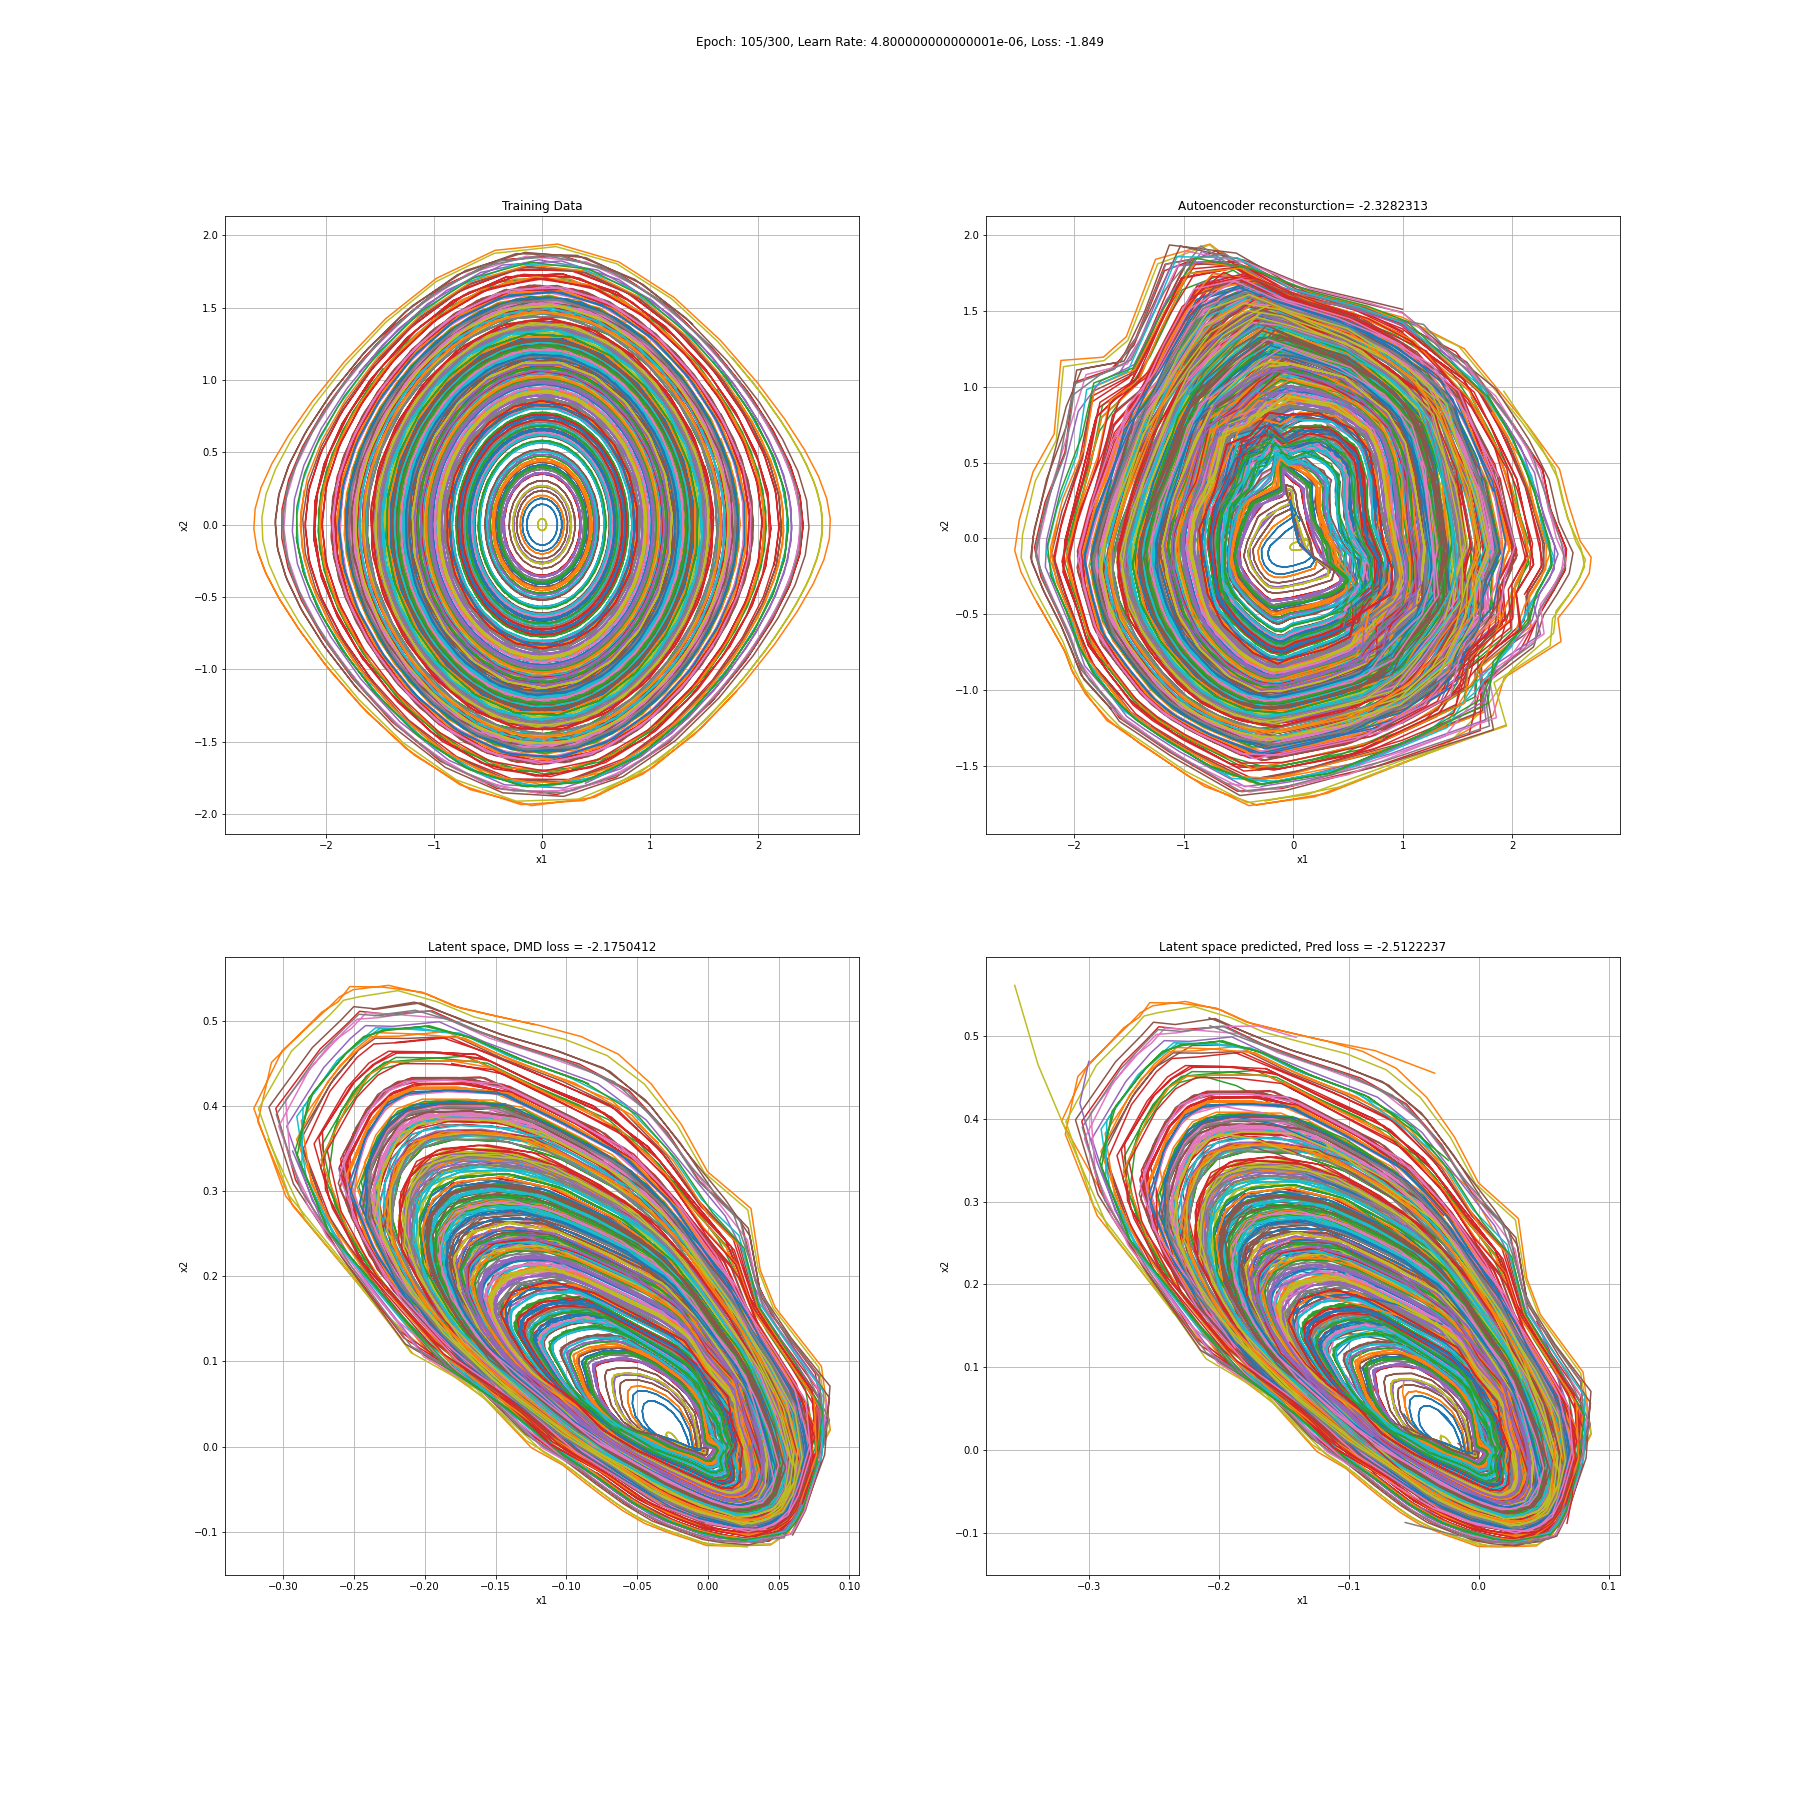 Epoch: 105/300, Learn Rate: 4.800000000000001e-06, Loss: -1.849
Training Data
2.0
1.5
1.0
0.5
0.0
−0.5
−1.0
−1.5
−2.0
x2
−2 −1 0 1 2
x1
Autoencoder reconsturction= -2.3282313
2.0
1.5
1.0
0.5
0.0
−0.5
−1.0
−1.5
x2
−2 −1 0 1 2
x1
Latent space, DMD loss = -2.1750412
0.5
0.4
0.3
0.2
0.1
0.0
−0.1
x2
−0.30 −0.25 −0.20 −0.15 −0.10 −0.05 0.00 0.05 0.10
x1
Latent space predicted, Pred loss = -2.5122237
0.5
0.4
0.3
0.2
0.1
0.0
−0.1
x2
−0.3 −0.2 −0.1 0.0 0.1
x1